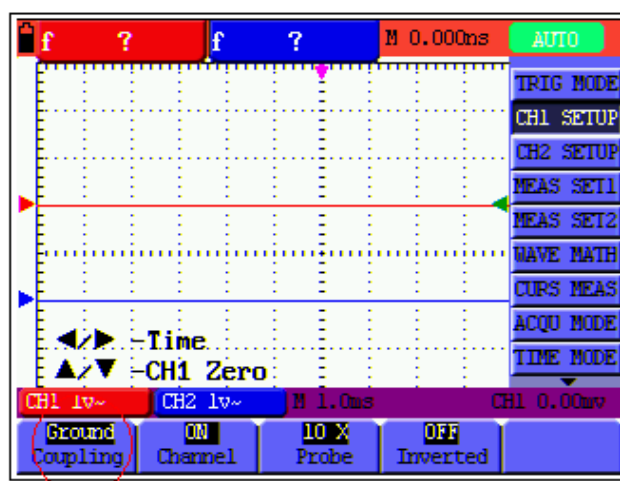 f ? f ? M 0.000ns AUTO
TRIG MODE
CH1 SETUP
CH2 SETUP
MEAS SET1
MEAS SET2
WAVE MATH
CURS MEAS
ACQU MODE
TIME MODE
◀/▶ -Time
▲/▼ -CH1 Zero
CH1 1v~ CH2 1v~ M 1.0ms CH1 0.00mv
Ground ON 10 X OFF
Coupling Channel Probe Inverted